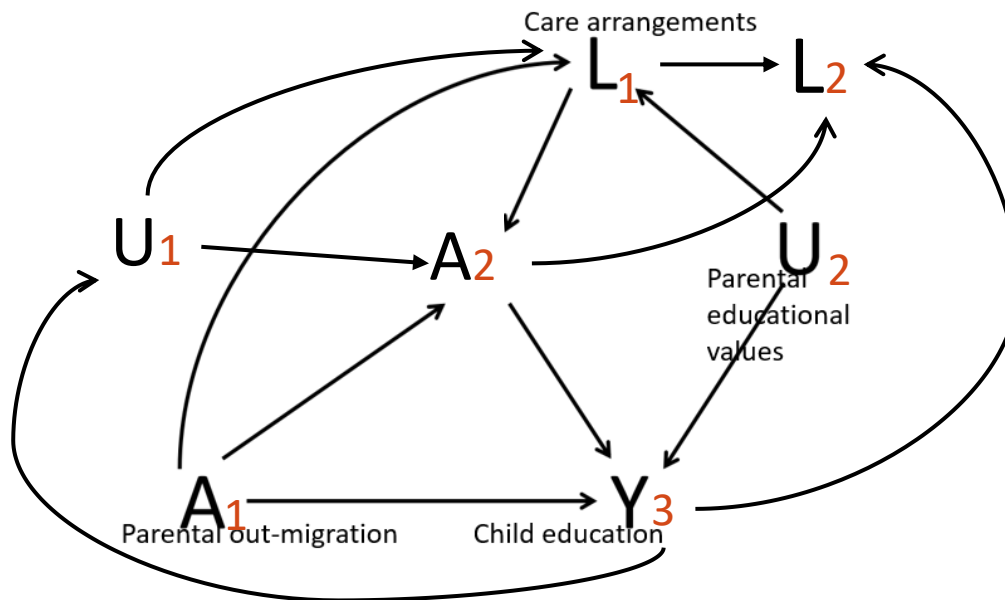 Care arrangements
L1
L2
U1
A2
U2
Parental
educational
values
A1
Y3
Parental out-migration
Child education